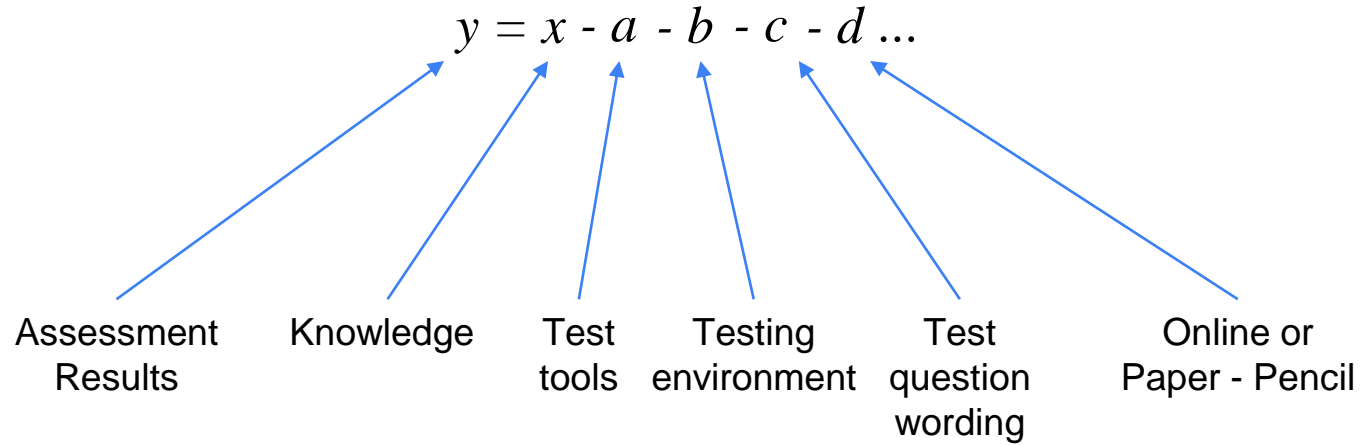 y = x - a - b - c - d ...
Assessment
Results
Knowledge
Test
tools
Testing
environment
Test
question
wording
Online or
Paper - Pencil